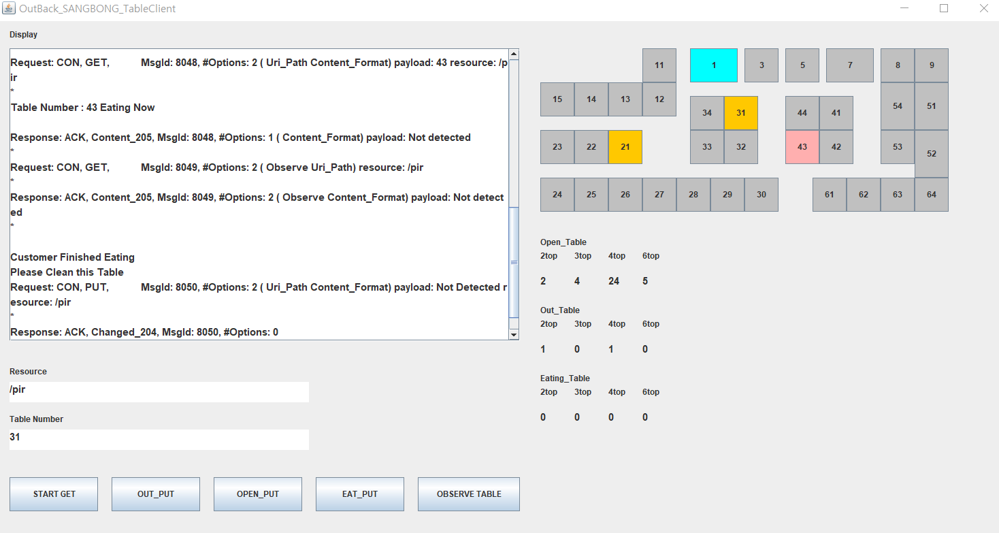 OutBack_SANGBONG_TableClient
Display
Request: CON, GET, MsgId: 8048, #Options: 2 ( Uri_Path Content_Format) payload: 43 resource: /p
ir
*
Table Number : 43 Eating Now
Response: ACK, Content_205, MsgId: 8048, #Options: 1 ( Content_Format) payload: Not detected
*
Request: CON, GET, MsgId: 8049, #Options: 2 ( Observe Uri_Path) resource: /pir
*
Response: ACK, Content_205, MsgId: 8049, #Options: 2 ( Observe Content_Format) payload: Not detect
ed
*
Customer Finished Eating
Please Clean this Table
Request: CON, PUT, MsgId: 8050, #Options: 2 ( Uri_Path Content_Format) payload: Not Detected r
esource: /pir
*
Response: ACK, Changed_204, MsgId: 8050, #Options: 0
Resource
/pir
Table Number
31
START GET OUT_PUT OPEN_PUT EAT_PUT OBSERVE TABLE
11 1 3 5 7 8 9
15 14 13 12
34 31 44 41 54 51
23 22 21 33 32 43 42 53 52
24 25 26 27 28 29 30 61 62 63 64
Open_Table
2top 3top 4top 6top
2 4 24 5
Out_Table
2top 3top 4top 6top
1 0 1 0
Eating_Table
2top 3top 4top 6top
0 0 0 0